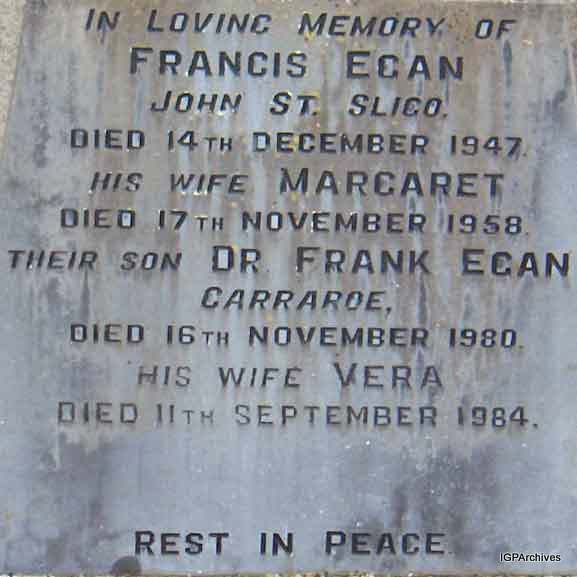 IN LOVING MEMORY OF
FRANCIS EGAN
JOHN ST. SLIGO.
DIED 14TH DECEMBER 1947.
HIS WIFE MARGARET
DIED 17TH NOVEMBER 1958.
THEIR SON DR. FRANK EGAN
CARRAROE,
DIED 16TH NOVEMBER 1980.
HIS WIFE VERA
DIED 11TH SEPTEMBER 1984.
REST IN PEACE.
IGPArchives